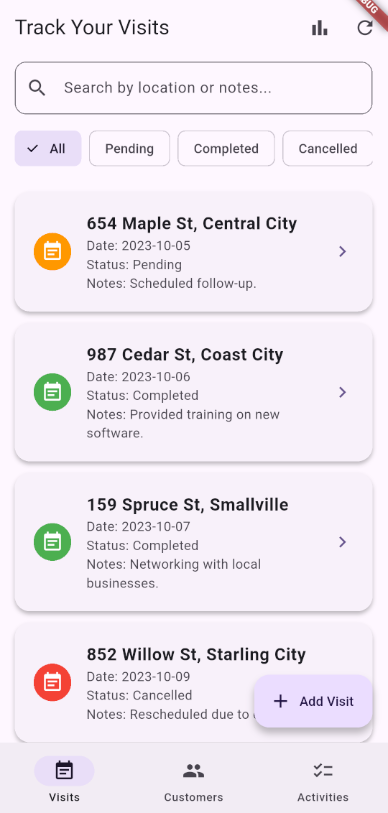 Track Your Visits
Search by location or notes...
All
Pending
Completed
Cancelled
654 Maple St, Central City
Date: 2023-10-05
Status: Pending
Notes: Scheduled follow-up.
987 Cedar St, Coast City
Date: 2023-10-06
Status: Completed
Notes: Provided training on new
software.
159 Spruce St, Smallville
Date: 2023-10-07
Status: Completed
Notes: Networking with local
businesses.
852 Willow St, Starling City
Date: 2023-10-09
Status: Cancelled
Notes: Rescheduled due to
Add Visit
Visits
Customers
Activities